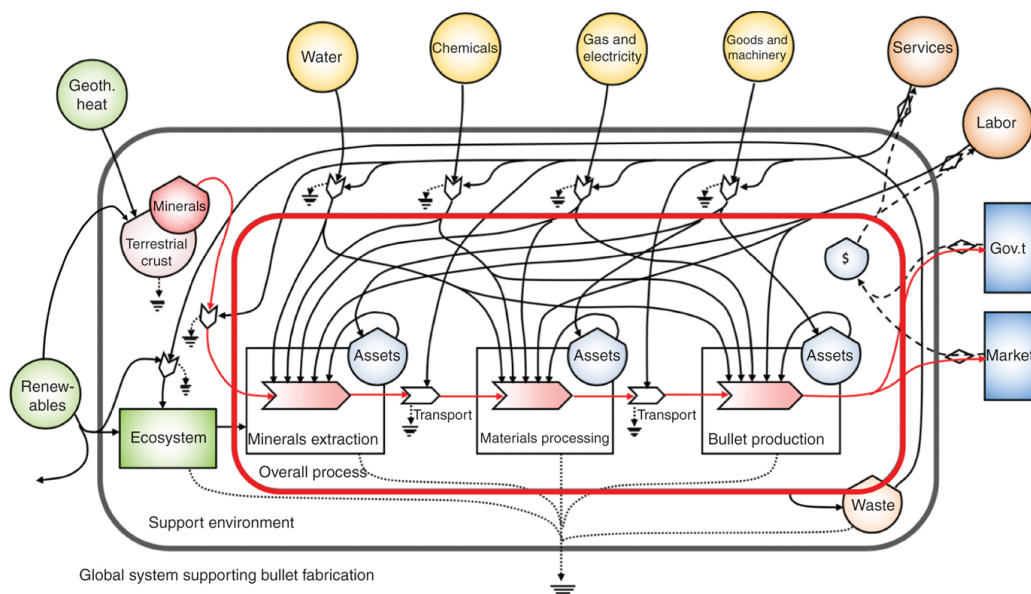 Water
Chemicals
Gas and
electricity
Goods and
machinery
Services
Geoth.
heat
Labor
Minerals
Terrestrial
crust
$
Gov.t
Market
Assets
Assets
Assets
Renew-
ables
Ecosystem
Transport
Transport
Minerals extraction
Materials processing
Bullet production
Overall process
Waste
Support environment
Global system supporting bullet fabrication